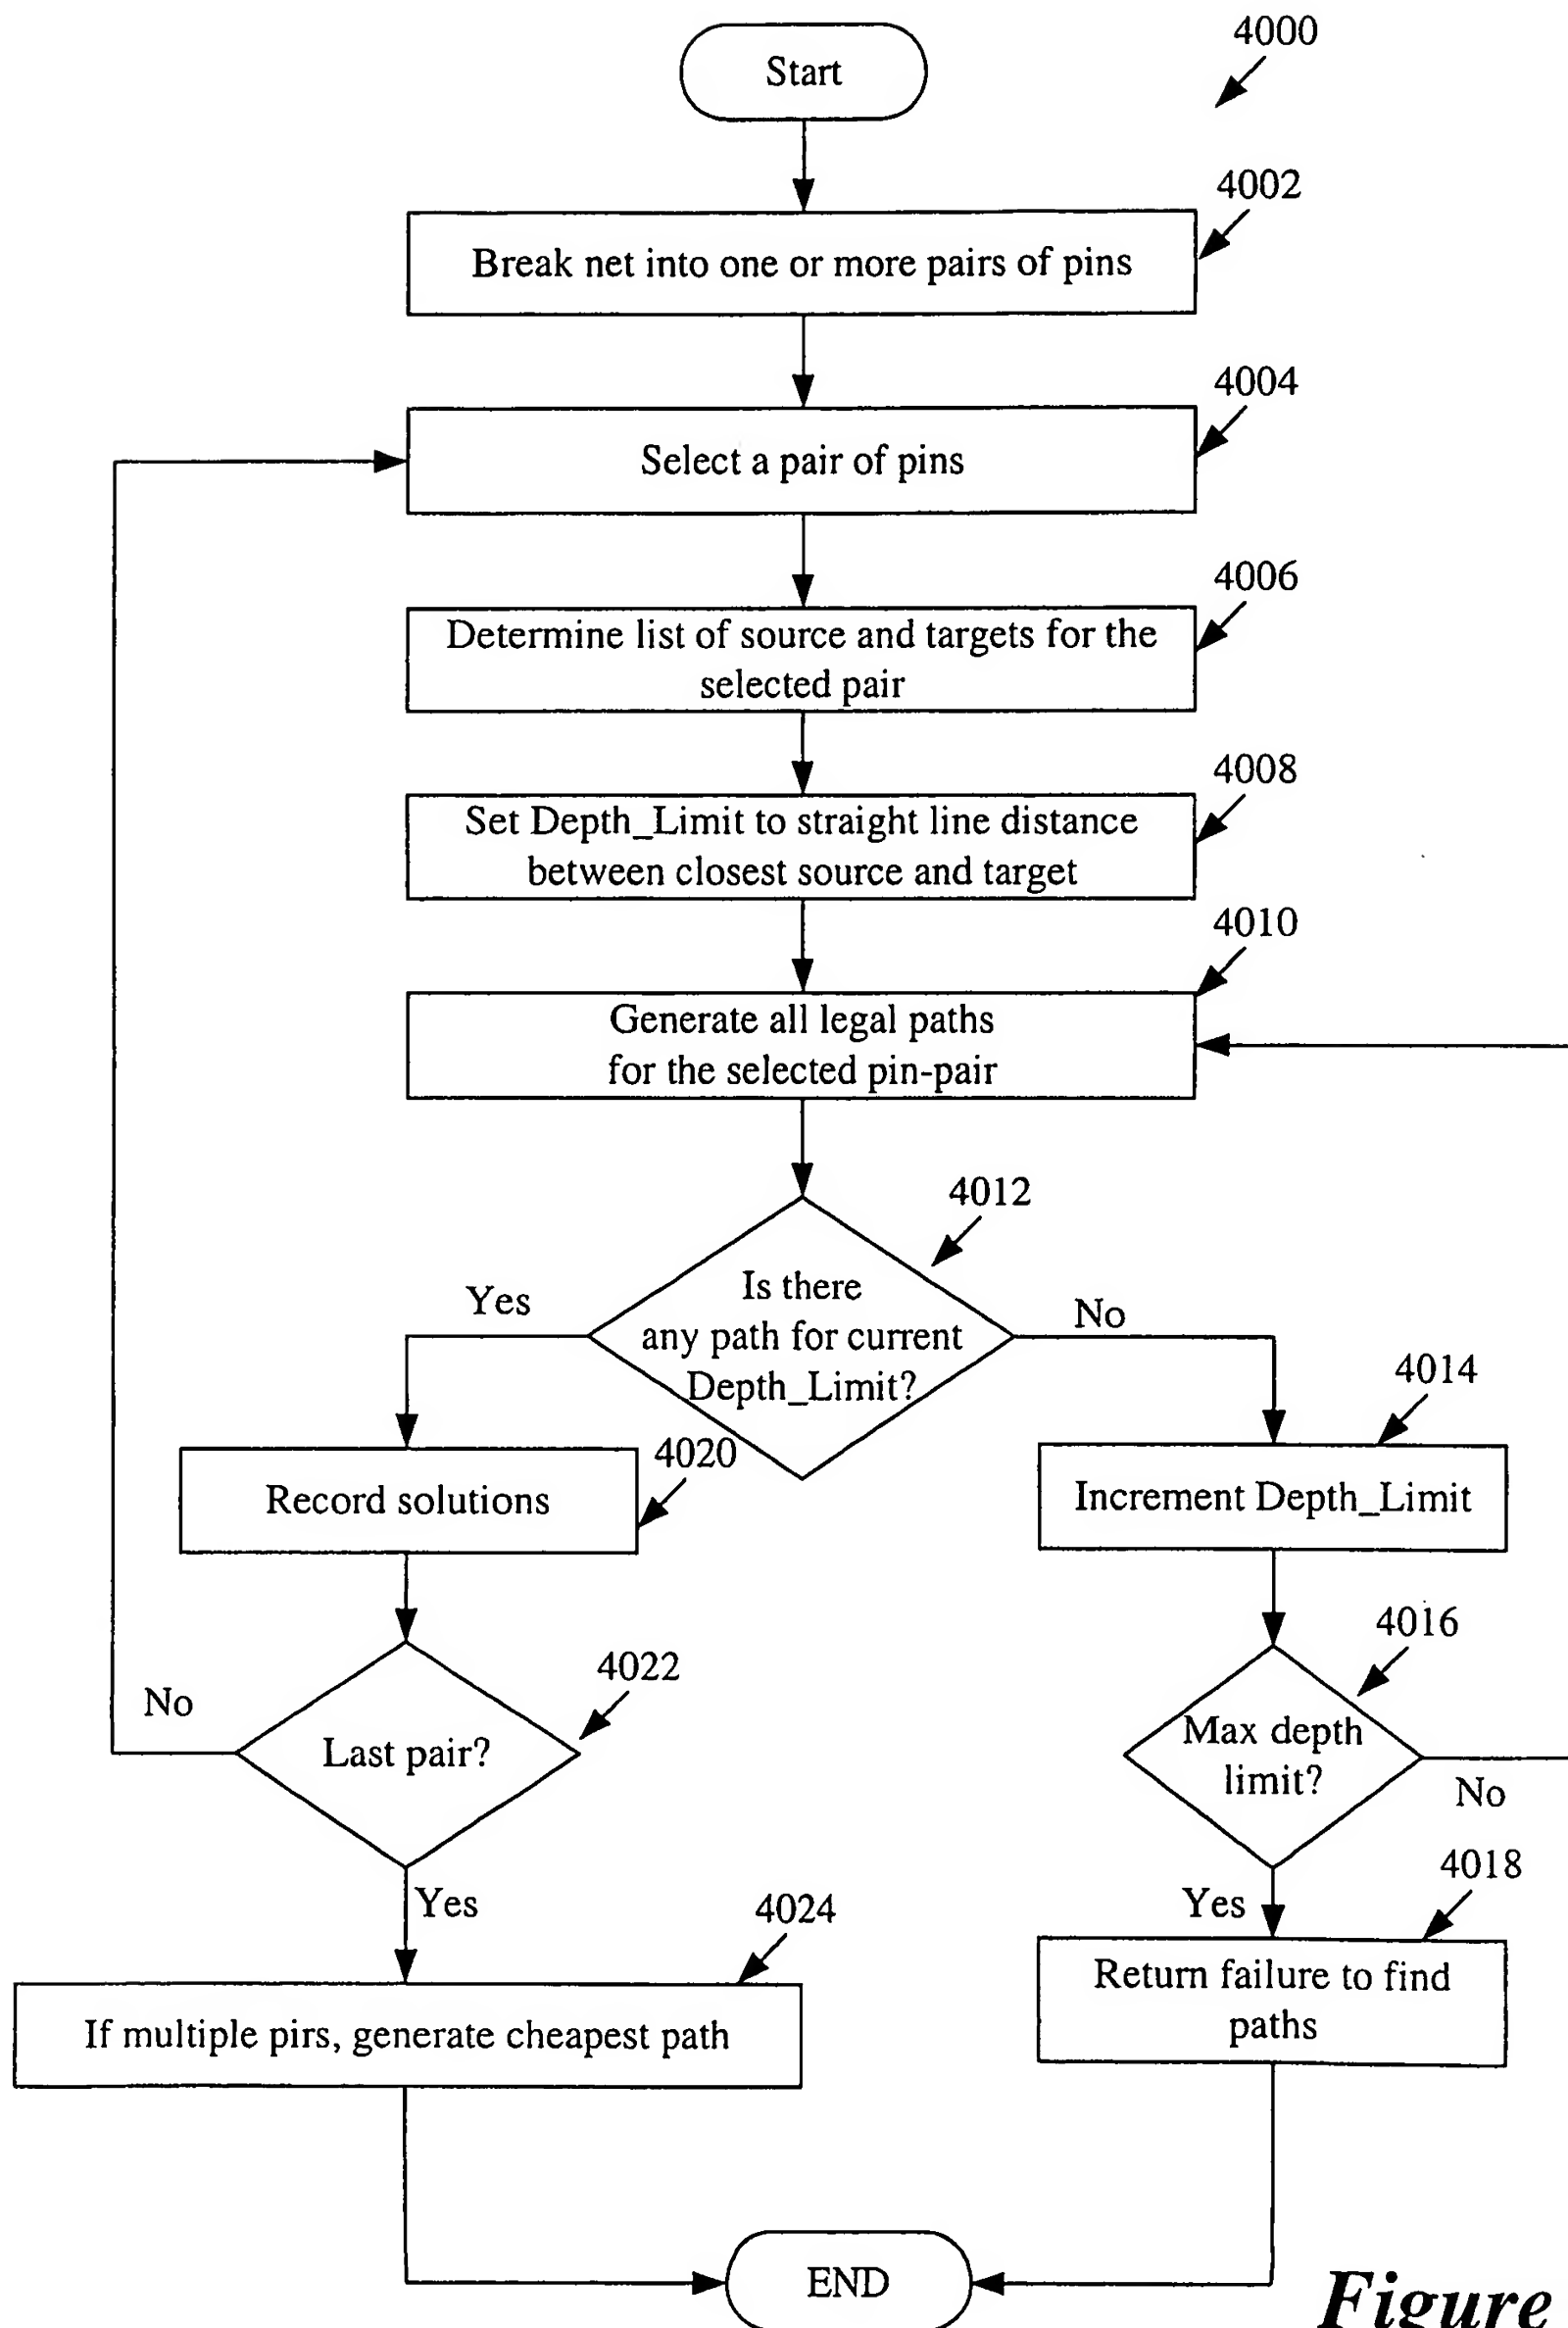 4000
Start
4002
Break net into one or more pairs of pins
4004
Select a pair of pins
4006
Determine list of source and targets for the
selected pair
4008
Set Depth_Limit to straight line distance
between closest source and target
4010
Generate all legal paths
for the selected pin-pair
4012
Is there
any path for current
Depth_Limit?
Yes
No
4014
4020
Record solutions
Increment Depth_Limit
4016
4022
No
Last pair?
Max depth
limit?
No
4018
Yes
Yes
4024
Return failure to find
paths
If multiple pirs, generate cheapest path
END
Figure